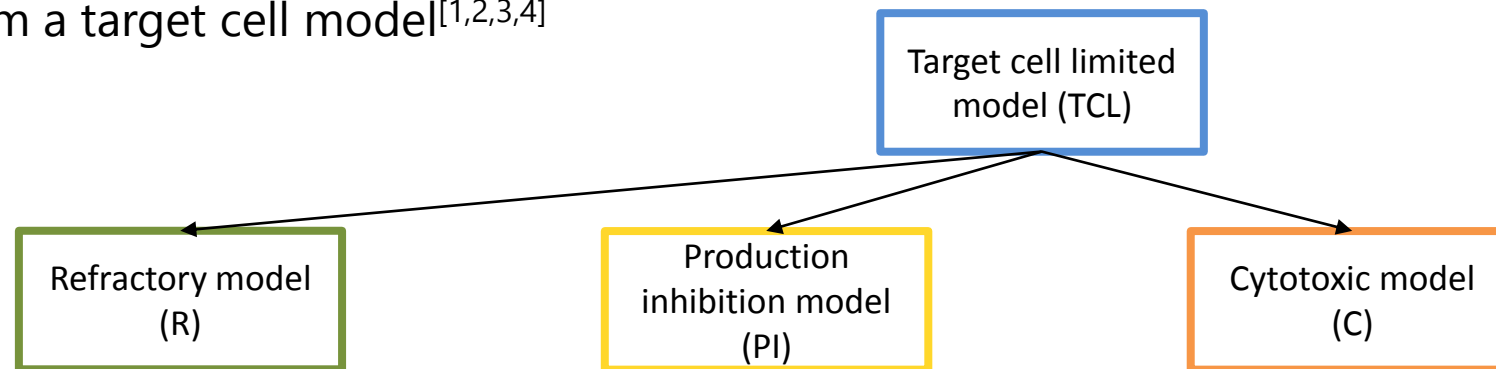 m a target cell model[1,2,3,4]
Target cell limited
model (TCL)
Refractory model
(R)
Production
inhibition model
(PI)
Cytotoxic model
(C)